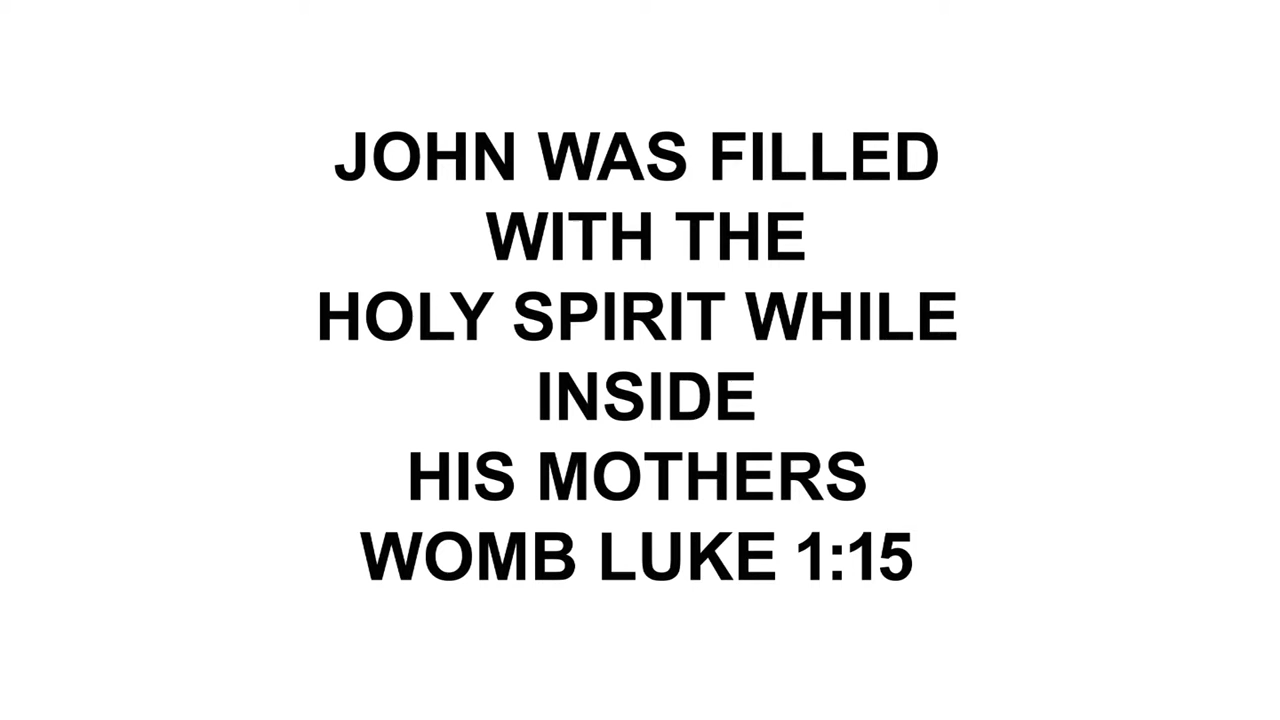 JOHN WAS FILLED
WITH THE
HOLY SPIRIT WHILE
INSIDE
HIS MOTHERS
WOMB LUKE 1:15